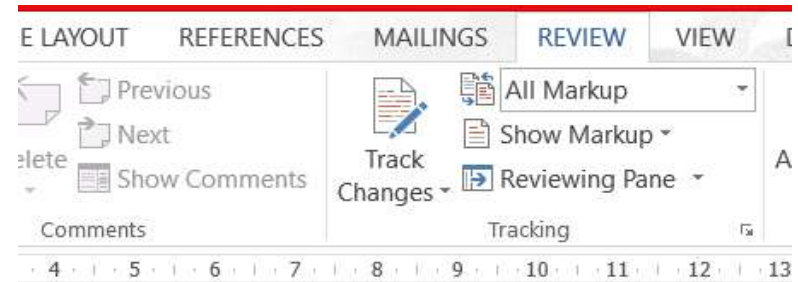 E LAYOUT REFERENCES MAILINGS REVIEW VIEW
Previous
Next
elete
Show Comments
Comments
Track
Changes
All Markup
Show Markup
Reviewing Pane
Tracking
4 5 6 7 8 9 10 11 12 13